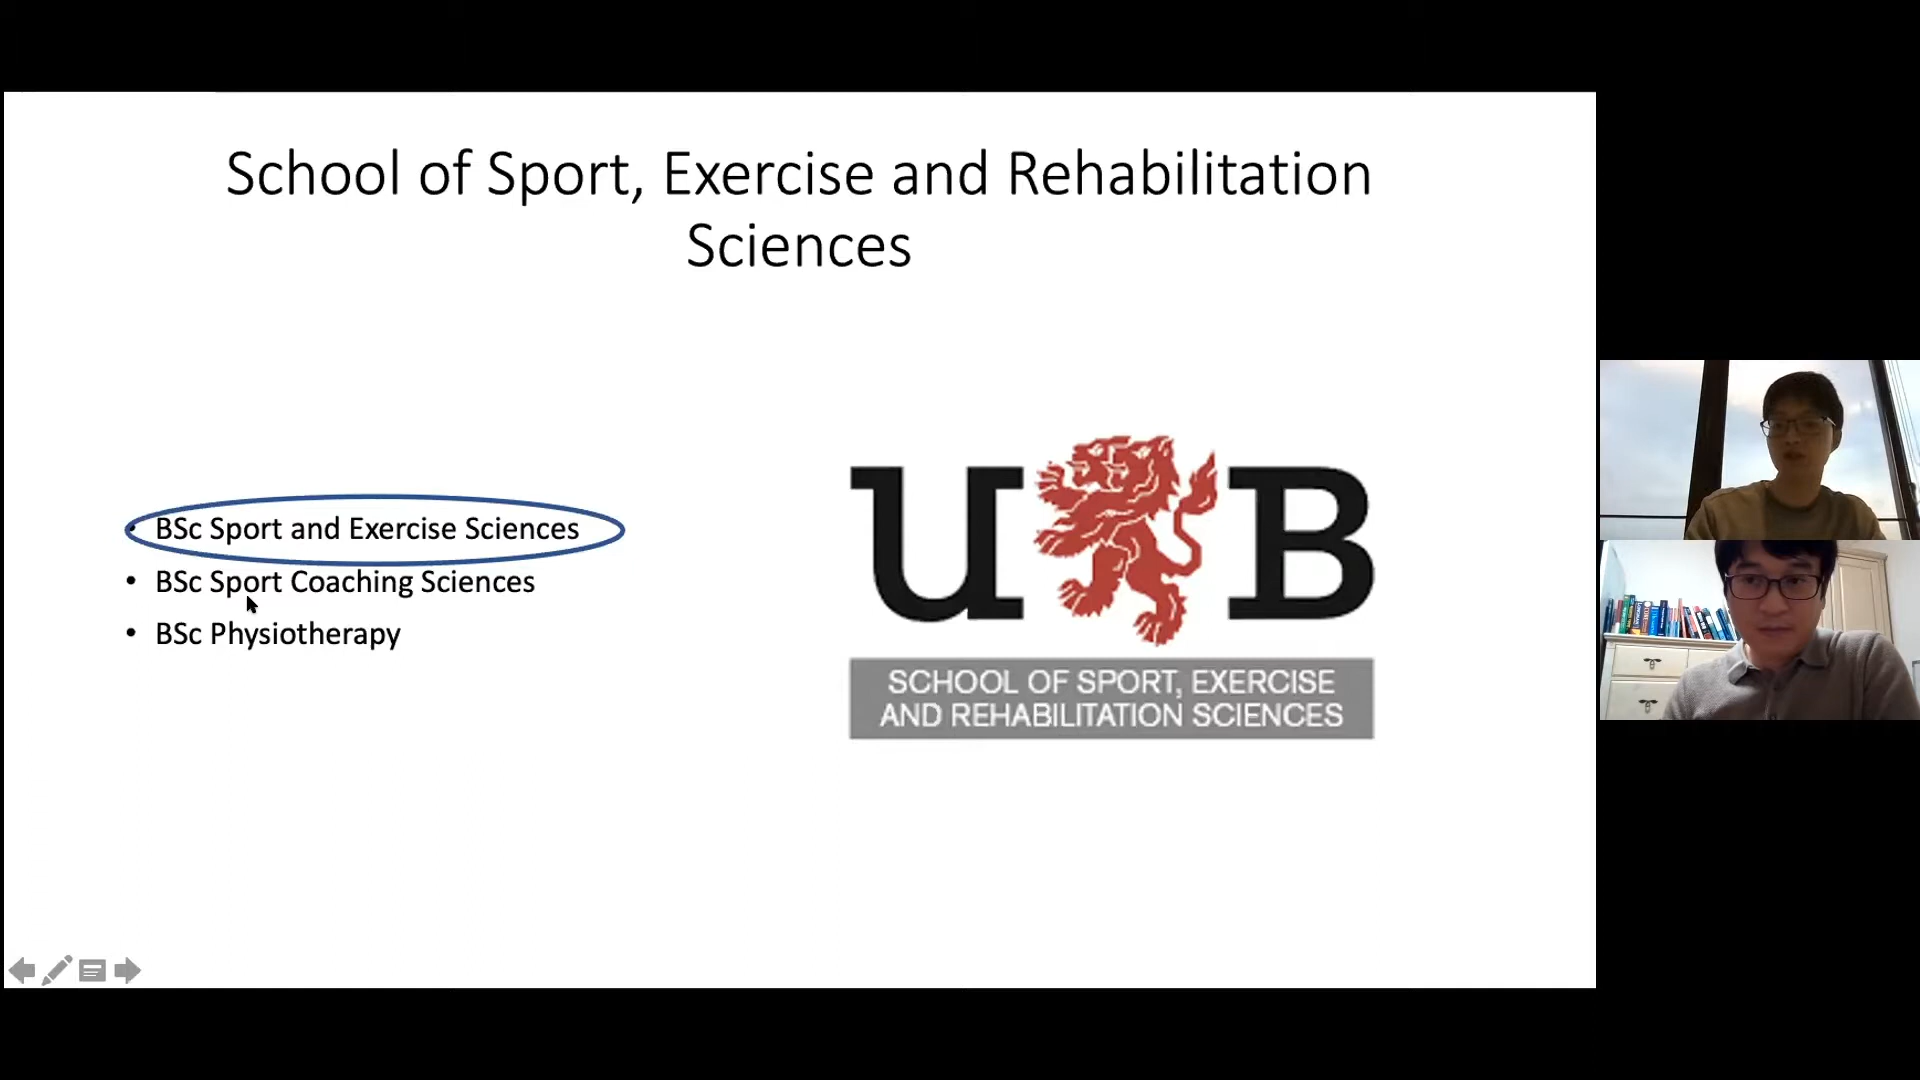 School of Sport, Exercise and Rehabilitation
Sciences
• BSc Sport and Exercise Sciences
• BSc Sport Coaching Sciences
• BSc Physiotherapy
UB
SCHOOL OF SPORT, EXERCISE
AND REHABILITATION SCIENCES